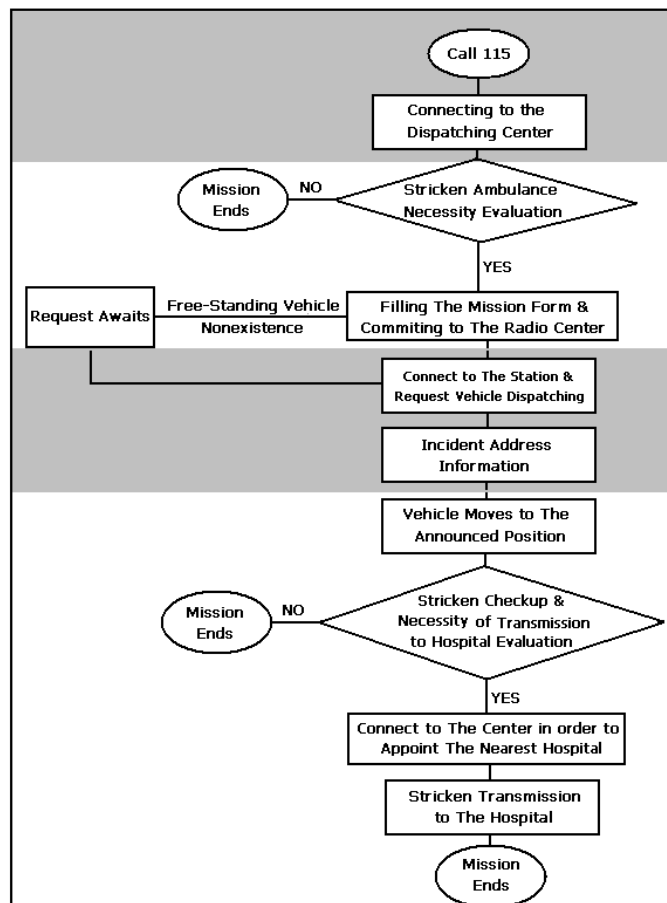 Call 115
Connecting to the
Dispatching Center
Mission
Ends
NO
Stricken Ambulance
Necessity Evaluation
YES
Request Awaits
Free-Standing Vehicle
Nonexistence
Filling The Mission Form &
Commiting to The Radio Center
Connect to The Station &
Request Vehicle Dispatching
Incident Address
Information
Vehicle Moves to The
Announced Position
Mission
Ends
NO
Stricken Checkup &
Necessity of Transmission
to Hospital Evaluation
YES
Connect to The Center in order to
Appoint The Nearest Hospital
Stricken Transmission
to The Hospital
Mission
Ends